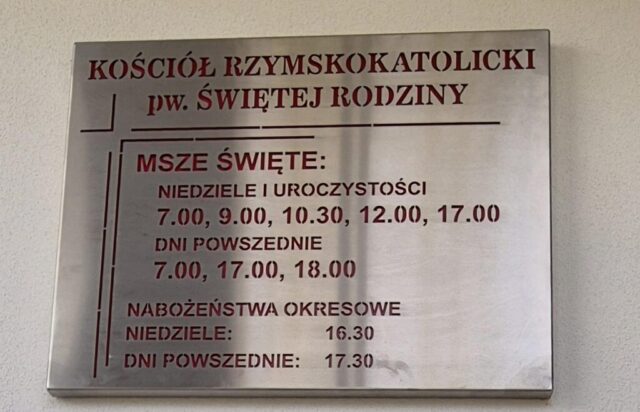 KOŚCIÓŁ RZYMSKOKATOLICKI
pw. ŚWIĘTEJ RODZINY
MSZE ŚWIĘTE:
NIEDZIELE I UROCZYSTOŚCI
7.00, 9.00, 10.30, 12.00, 17.00
DNI POWSZEDNIE
7.00, 17.00, 18.00
NABOŻEŃSTWA OKRESOWE
NIEDZIELE: 16.30
DNI POWSZEDNIE: 17.30